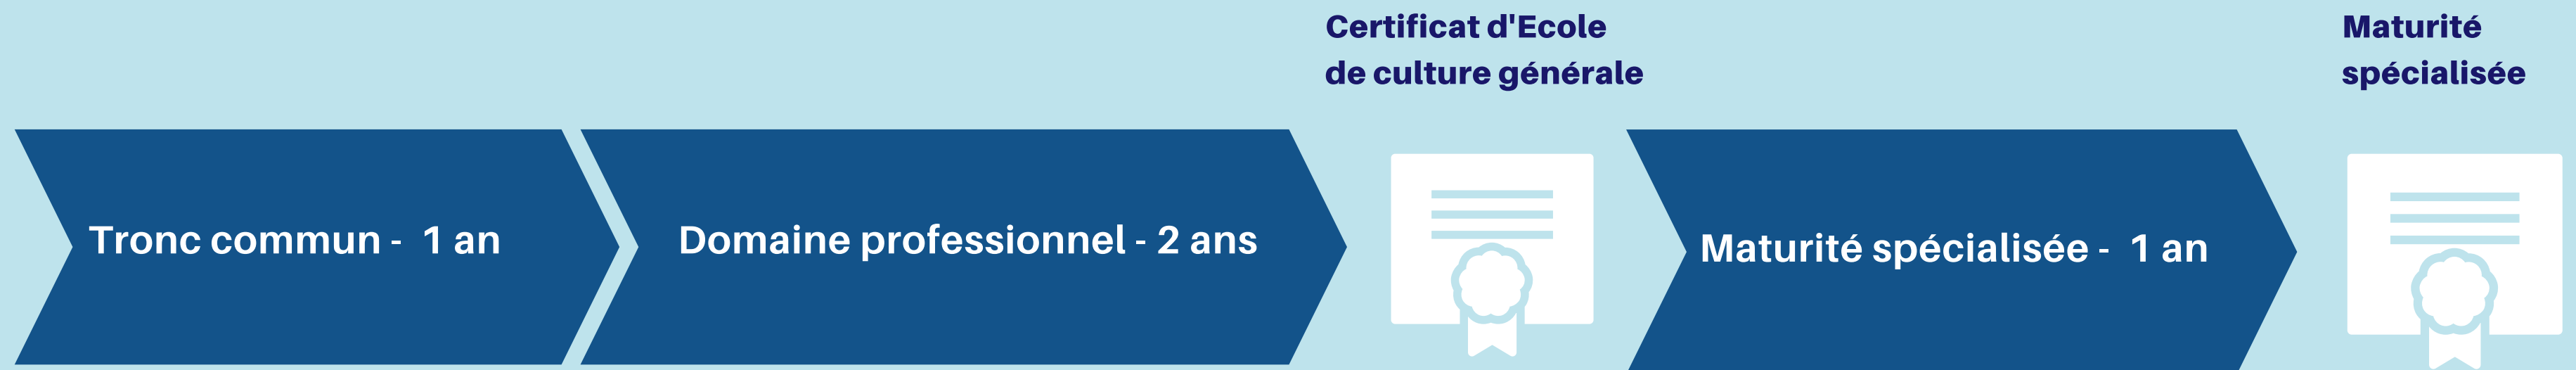 Certificat d'Ecole
de culture générale
Maturité
spécialisée
Tronc commun - 1 an
Domaine professionnel - 2 ans
Maturité spécialisée - 1 an